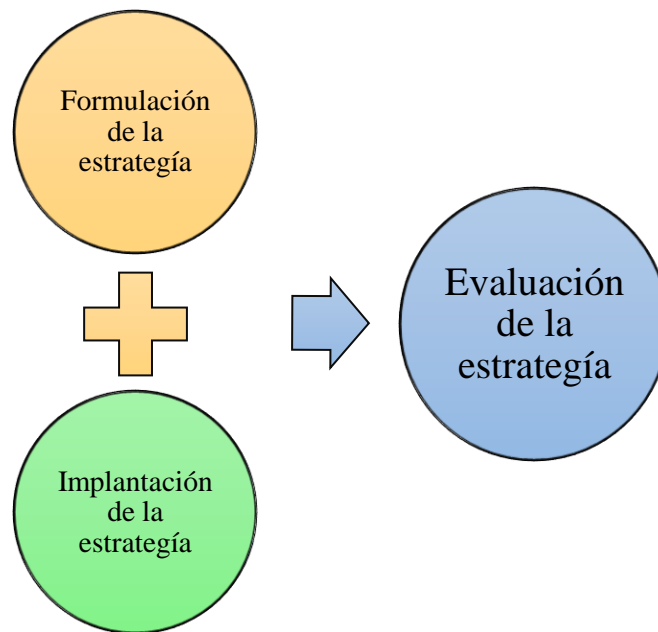 Formulación
de la
estrategía
Evaluación
de la
estrategía
Implantación
de la
estrategía